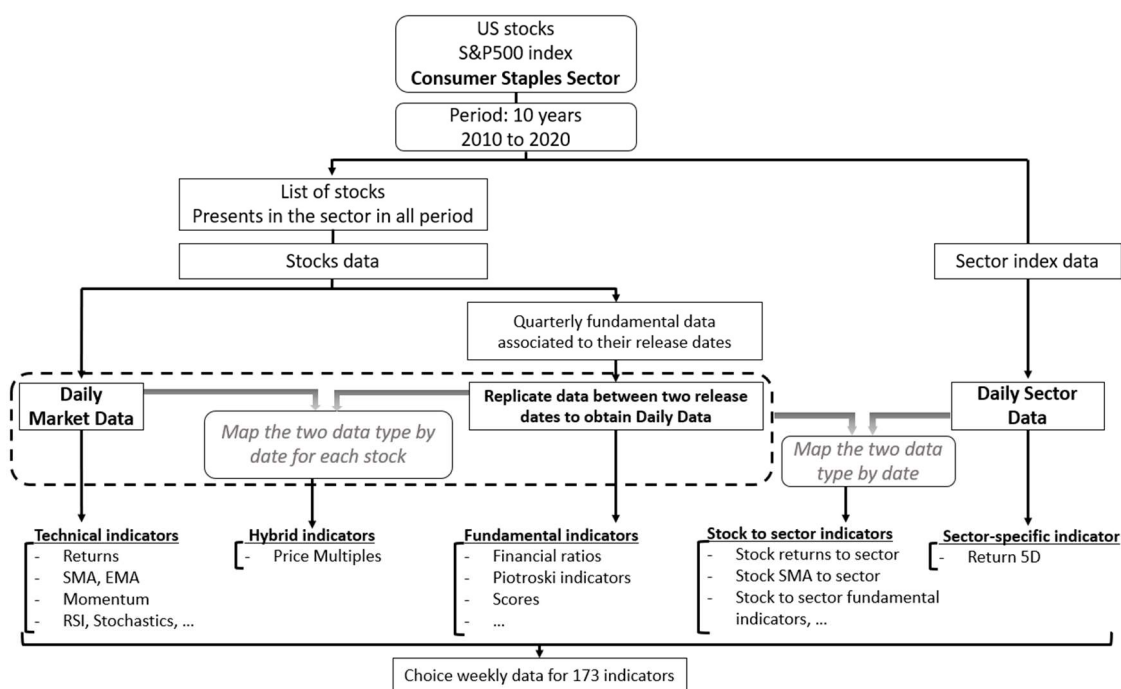 US stocks
S&P500 index
Consumer Staples Sector
Period: 10 years
2010 to 2020
List of stocks
Presents in the sector in all period
Stocks data
Sector index data
Quarterly fundamental data
associated to their release dates
Daily
Market Data
Replicate data between two release
dates to obtain Daily Data
Daily Sector
Data
Map the two data type by
date for each stock
Map the two data
type by date
Technical indicators
- Returns
- SMA, EMA
- Momentum
- RSI, Stochastics, ...
Hybrid indicators
- Price Multiples
Fundamental indicators
- Financial ratios
- Piotroski indicators
- Scores
- ...
Stock to sector indicators
- Stock returns to sector
- Stock SMA to sector
- Stock to sector fundamental
indicators, ...
Sector-specific indicator
- Return 5D
Choice weekly data for 173 indicators